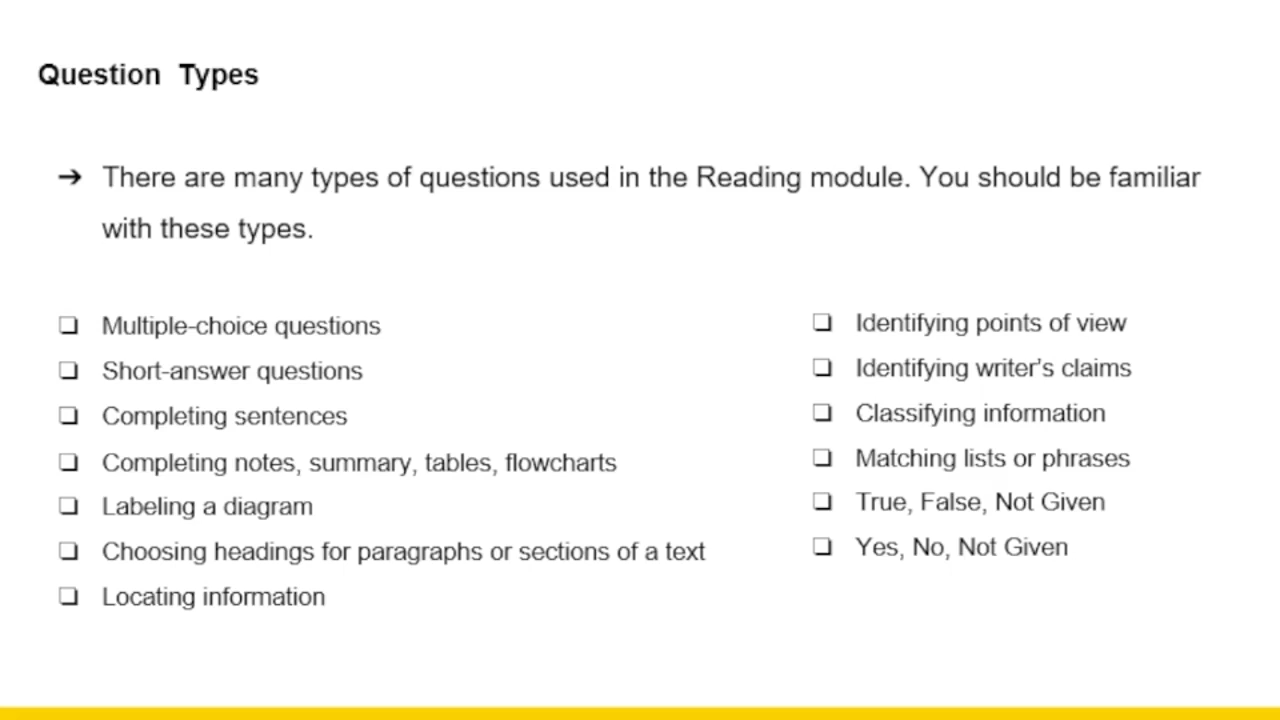 Question Types
➔ There are many types of questions used in the Reading module. You should be familiar
with these types.
❏ Multiple-choice questions
❏ Short-answer questions
❏ Completing sentences
❏ Completing notes, summary, tables, flowcharts
❏ Labeling a diagram
❏ Choosing headings for paragraphs or sections of a text
❏ Locating information
❏ Identifying points of view
❏ Identifying writer’s claims
❏ Classifying information
❏ Matching lists or phrases
❏ True, False, Not Given
❏ Yes, No, Not Given